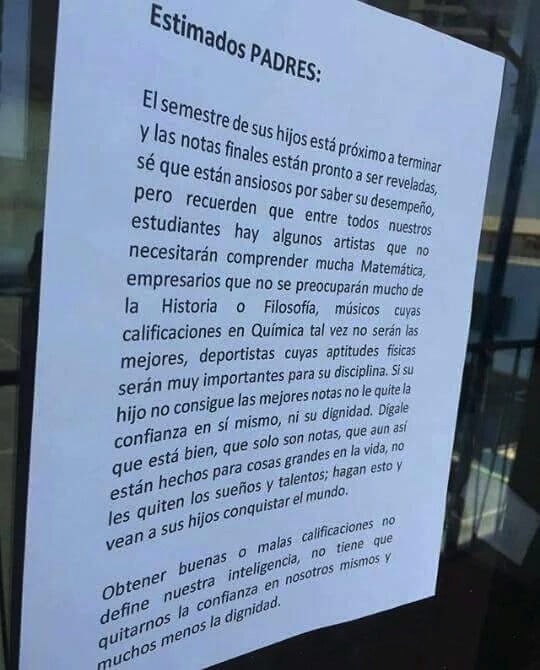 Estimados PADRES:
El semestre de sus hijos está próximo a terminar
y las notas finales están pronto a ser reveladas,
sé que están ansiosos por saber su desempeño,
pero recuerden que entre todos nuestros
estudiantes hay algunos artistas que no
necesitarán comprender mucha Matemática,
empresarios que no se preocuparán mucho de
la Historia o Filosofía, músicos cuyas
calificaciones en Química tal vez no serán las
mejores, deportistas cuyas aptitudes físicas
serán muy importantes para su disciplina. Si su
hijo no consigue las mejores notas no le quite la
confianza en sí mismo, ni su dignidad. Dígale
que está bien, que solo son notas, que aun así
están hechos para cosas grandes en la vida, no
les quiten los sueños y talentos; hagan esto y
vean a sus hijos conquistar el mundo.
Obtener buenas o malas calificaciones no
define nuestra inteligencia, no tiene que
quitarnos la confianza en nosotros mismos y
muchos menos la dignidad.